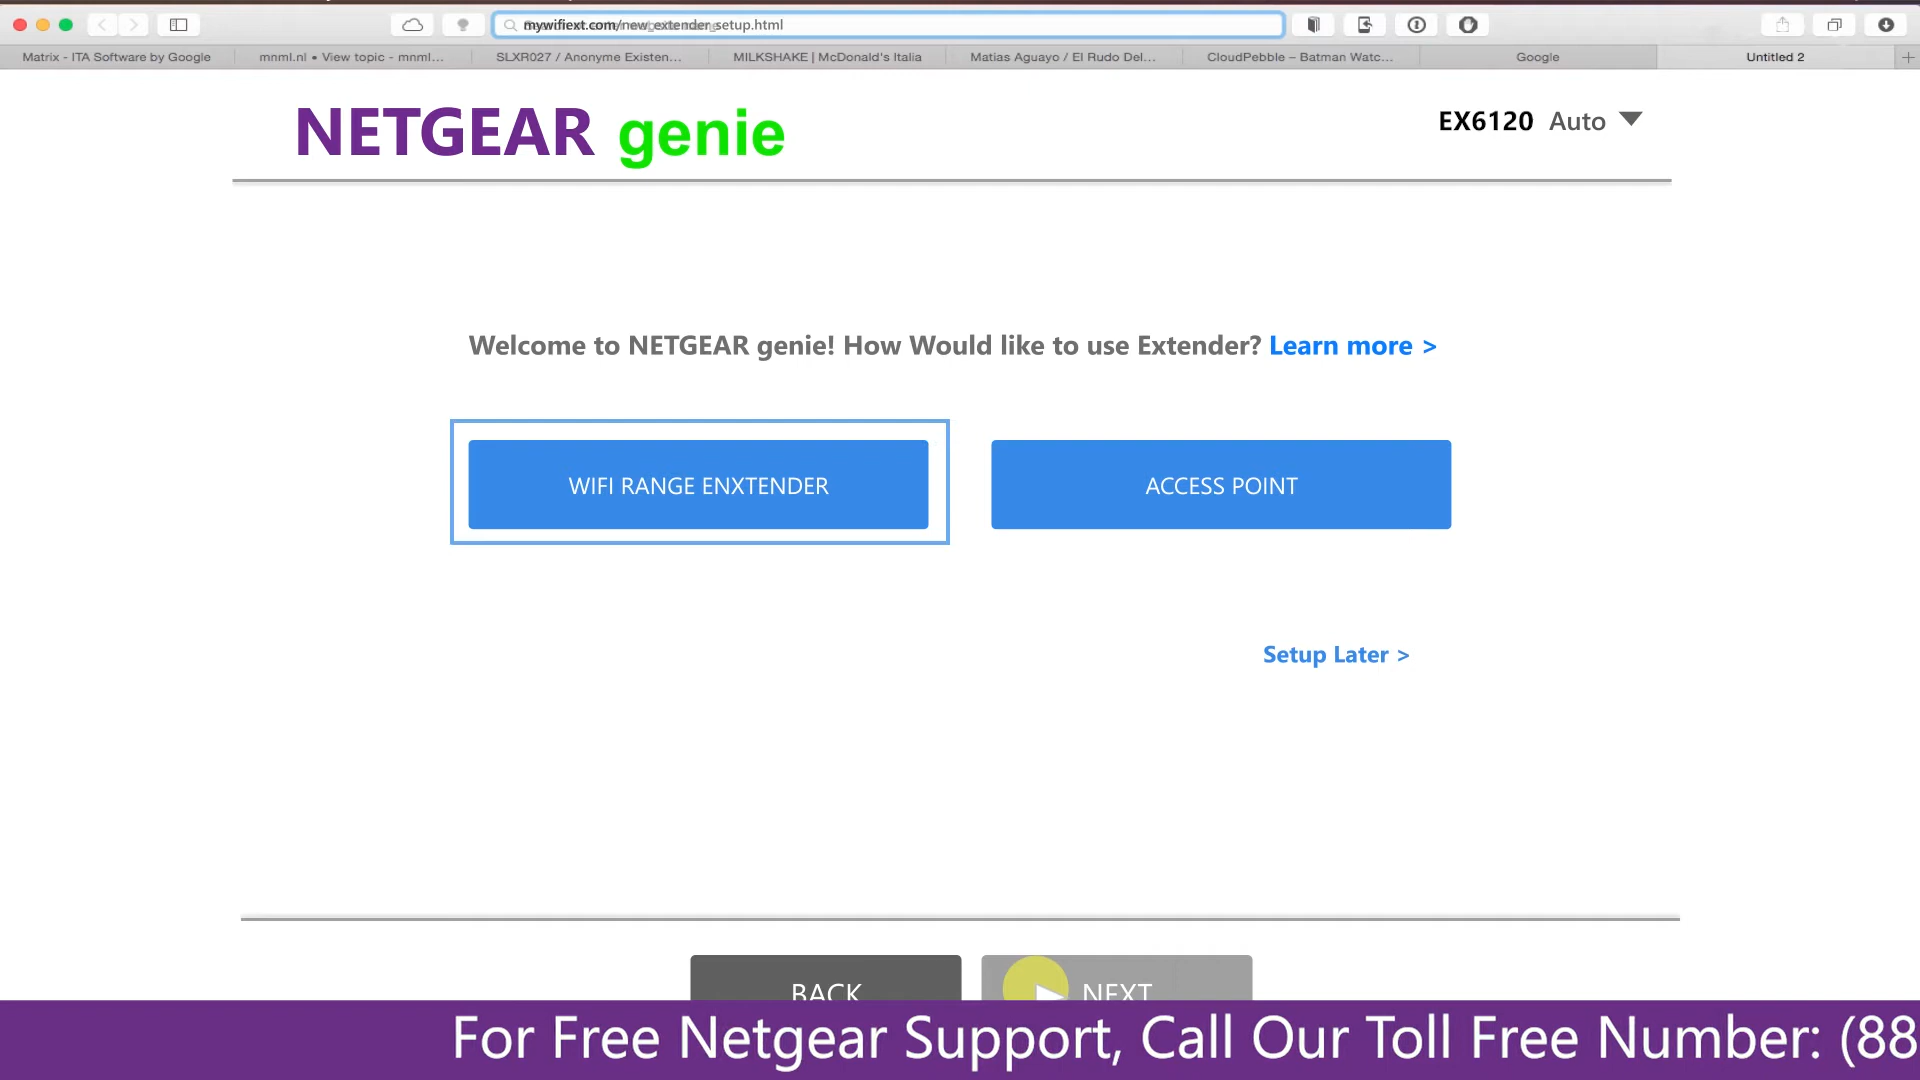 mywifiext.com/new_extender_setup.html
Matrix - ITA Software by Google
mnml.nl • View topic - mnml...
SLXR027 / Anonyme Existen...
MILKSHAKE | McDonald's Italia
Matias Aguayo / El Rudo Del...
CloudPebble – Batman Watc...
Google
Untitled 2
NETGEAR genie
EX6120 Auto
Welcome to NETGEAR genie! How Would like to use Extender? Learn more >
WIFI RANGE ENXTENDER
ACCESS POINT
Setup Later >
BACK
NEXT
For Free Netgear Support, Call Our Toll Free Number: (88